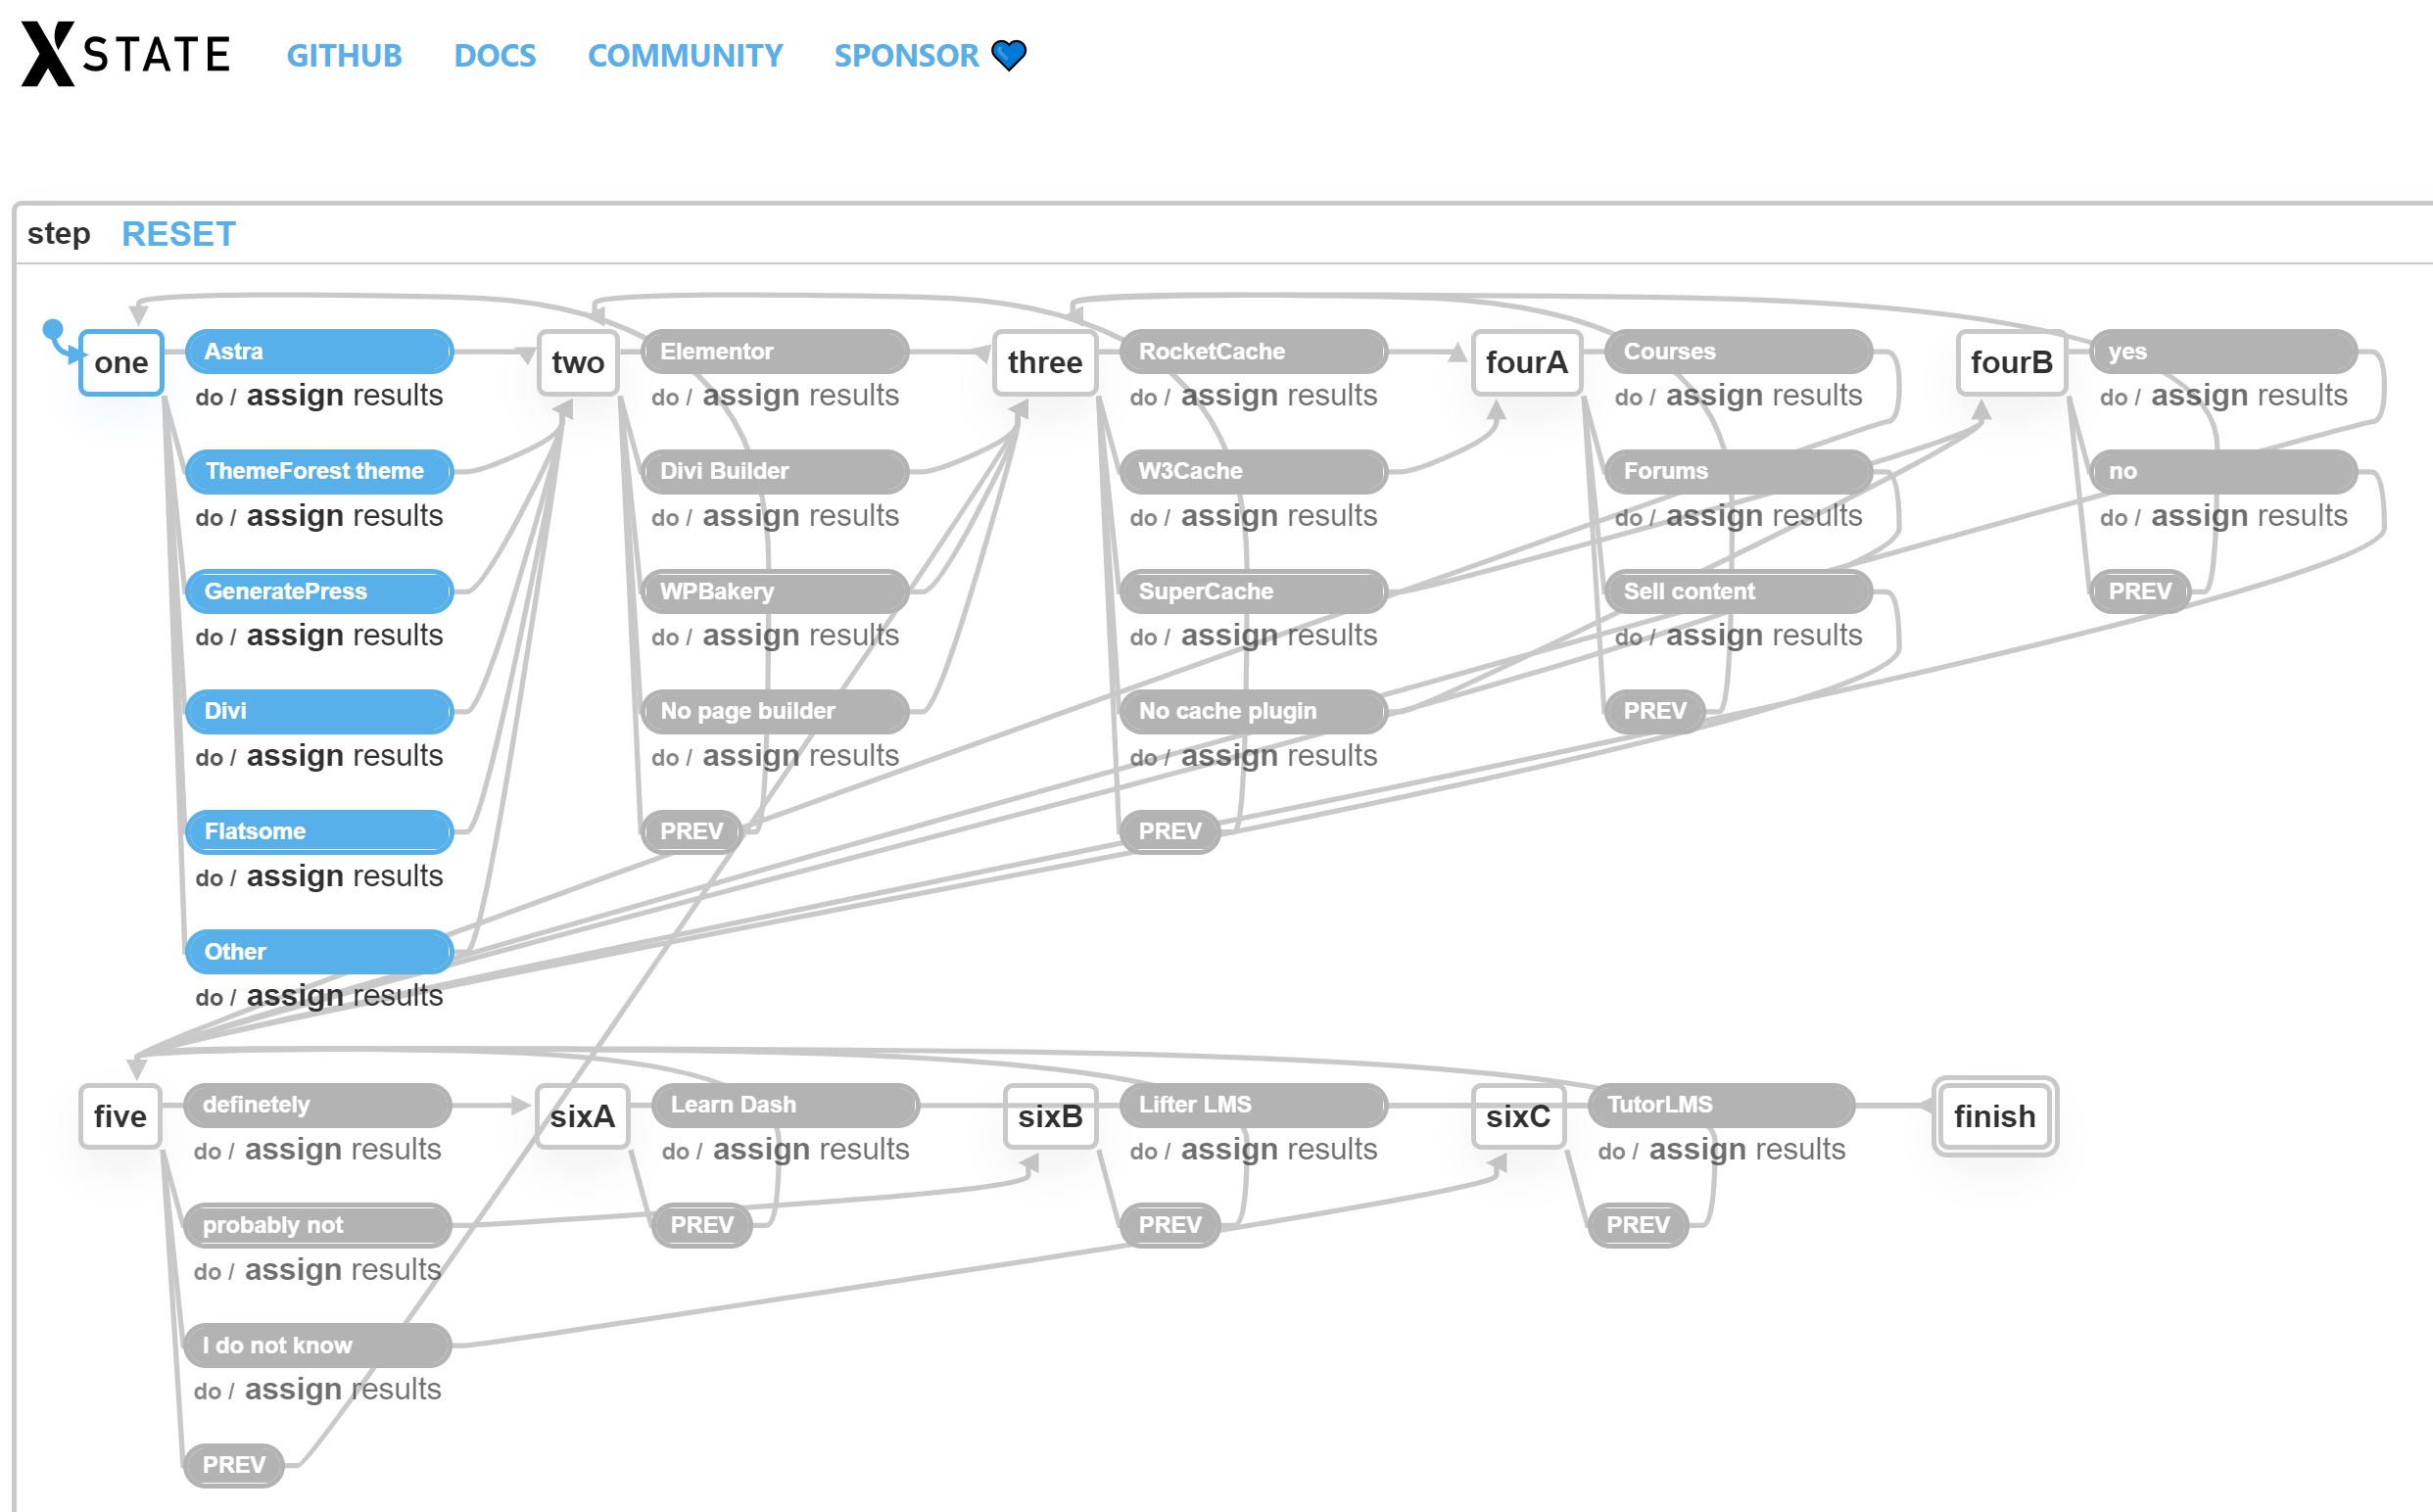 XSTATE GITHUB DOCS COMMUNITY SPONSOR
step RESET
one
Astra
do / assign results
ThemeForest theme
do / assign results
GeneratePress
do / assign results
Divi
do / assign results
Flatsome
do / assign results
Other
do / assign results
two
Elementor
do / assign results
Divi Builder
do / assign results
WPBakery
do / assign results
No page builder
do / assign results
PREV
three
RocketCache
do / assign results
W3Cache
do / assign results
SuperCache
do / assign results
No cache plugin
do / assign results
PREV
fourA
Courses
do / assign results
Forums
do / assign results
Sell content
do / assign results
PREV
fourB
yes
do / assign results
no
do / assign results
PREV
five
definetely
do / assign results
probably not
do / assign results
I do not know
do / assign results
PREV
sixA
Learn Dash
do / assign results
PREV
sixB
Lifter LMS
do / assign results
PREV
sixC
TutorLMS
do / assign results
PREV
finish